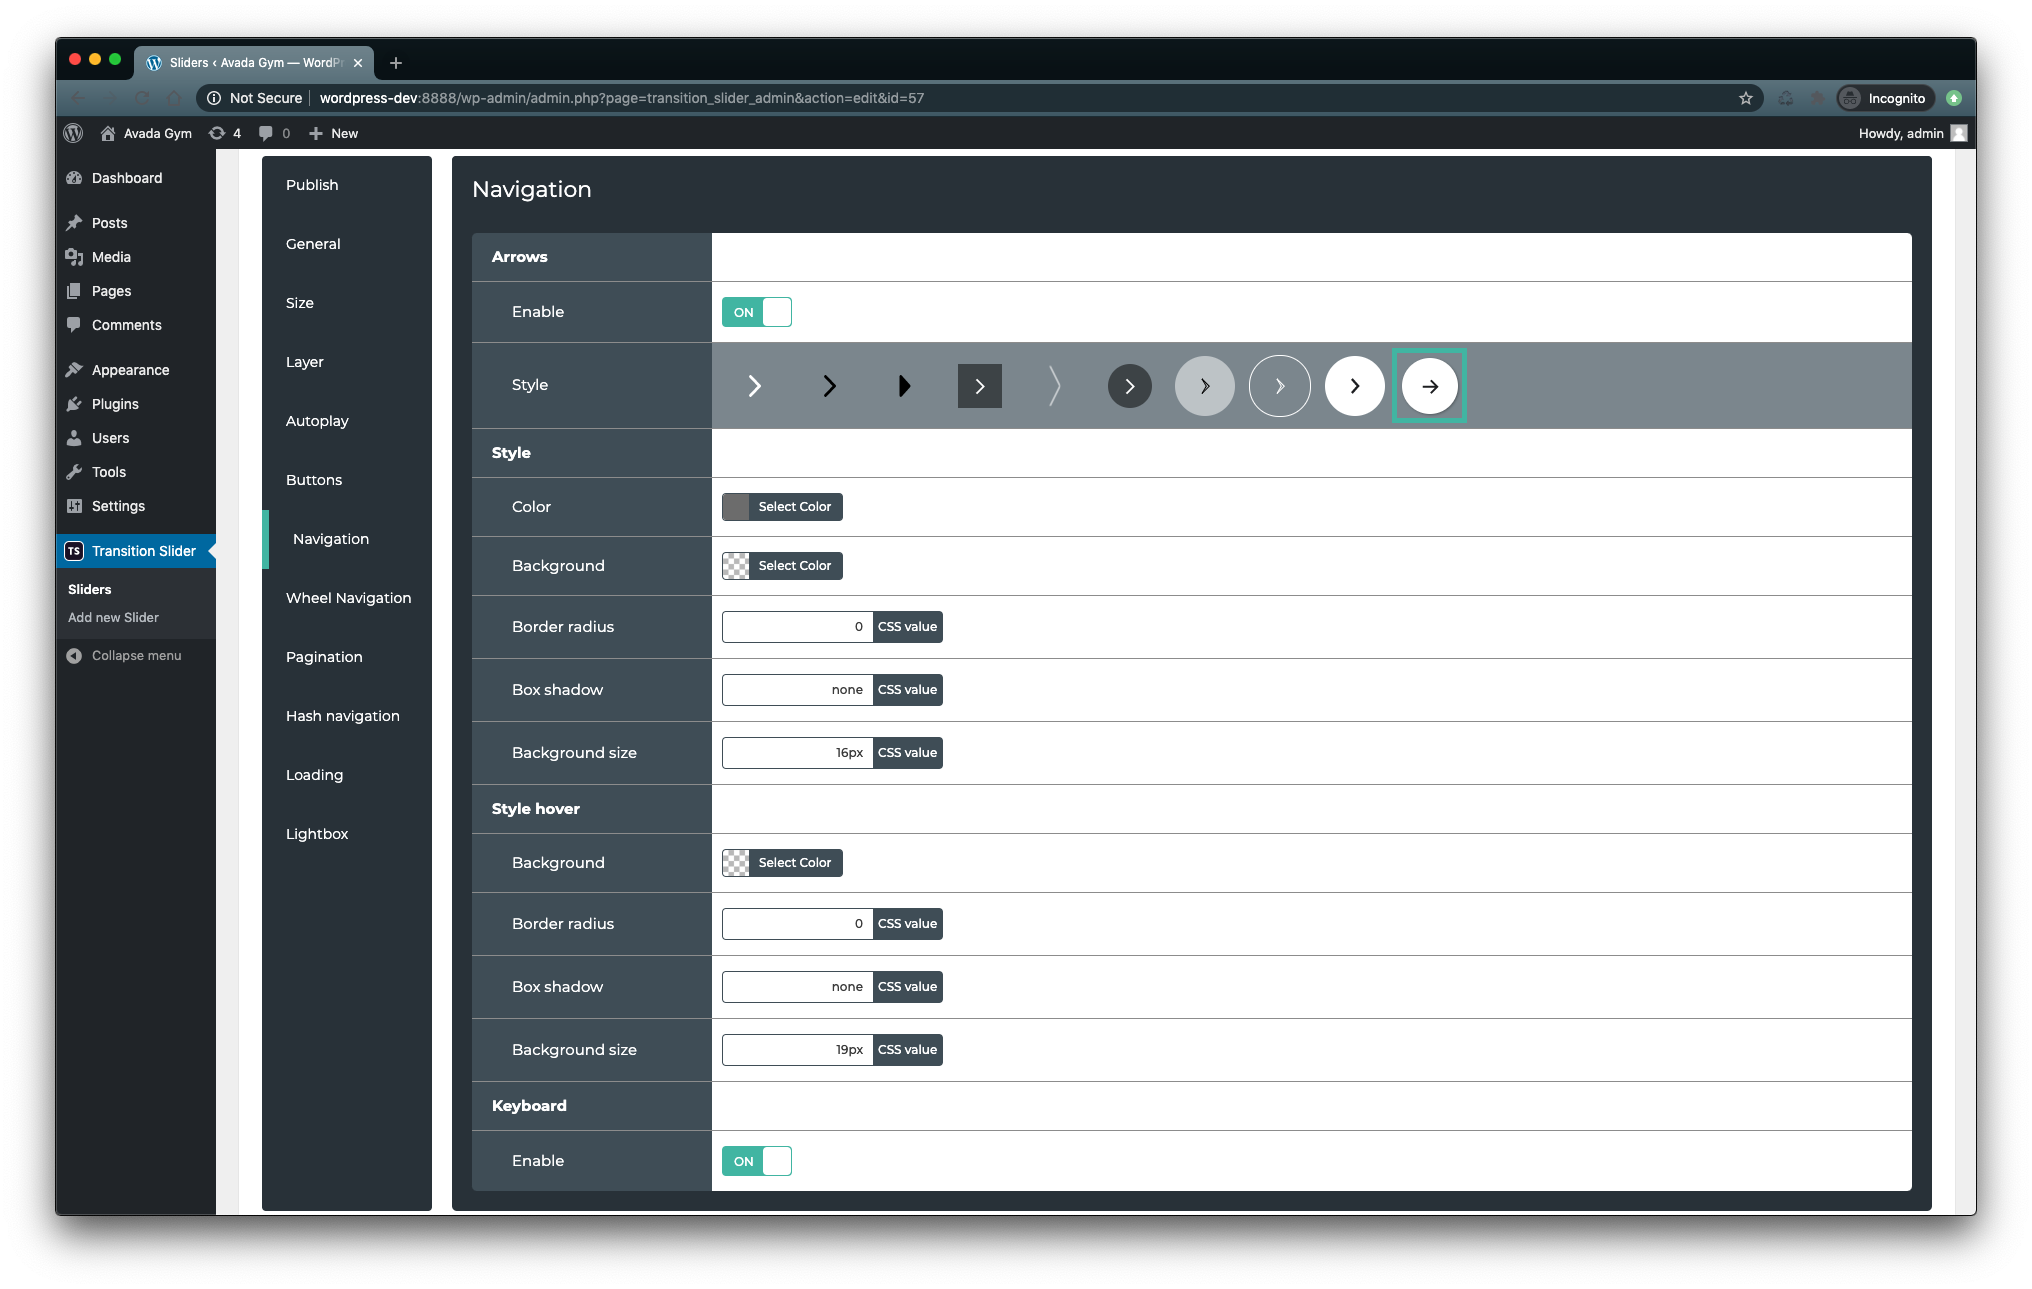 Sliders ‹ Avada Gym — WordPr
Not Secure
wordpress-dev:8888/wp-admin/admin.php?page=transition_slider_admin&action=edit&id=57
Incognito
Avada Gym
4
0
New
Howdy, admin
Dashboard
Posts
Media
Pages
Comments
Appearance
Plugins
Users
Tools
Settings
TS
Transition Slider
Sliders
Add new Slider
Collapse menu
Publish
General
Size
Layer
Autoplay
Buttons
Navigation
Wheel Navigation
Pagination
Hash navigation
Loading
Lightbox
Navigation
Arrows
Enable
ON
Style
Style
Color
Select Color
Background
Select Color
Border radius
0 CSS value
Box shadow
none CSS value
Background size
16px CSS value
Style hover
Background
Select Color
Border radius
0 CSS value
Box shadow
none CSS value
Background size
19px CSS value
Keyboard
Enable
ON